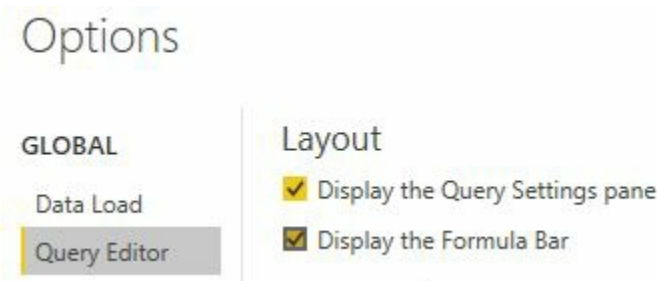 Options
GLOBAL
Data Load
Query Editor
Layout
Display the Query Settings pane
Display the Formula Bar